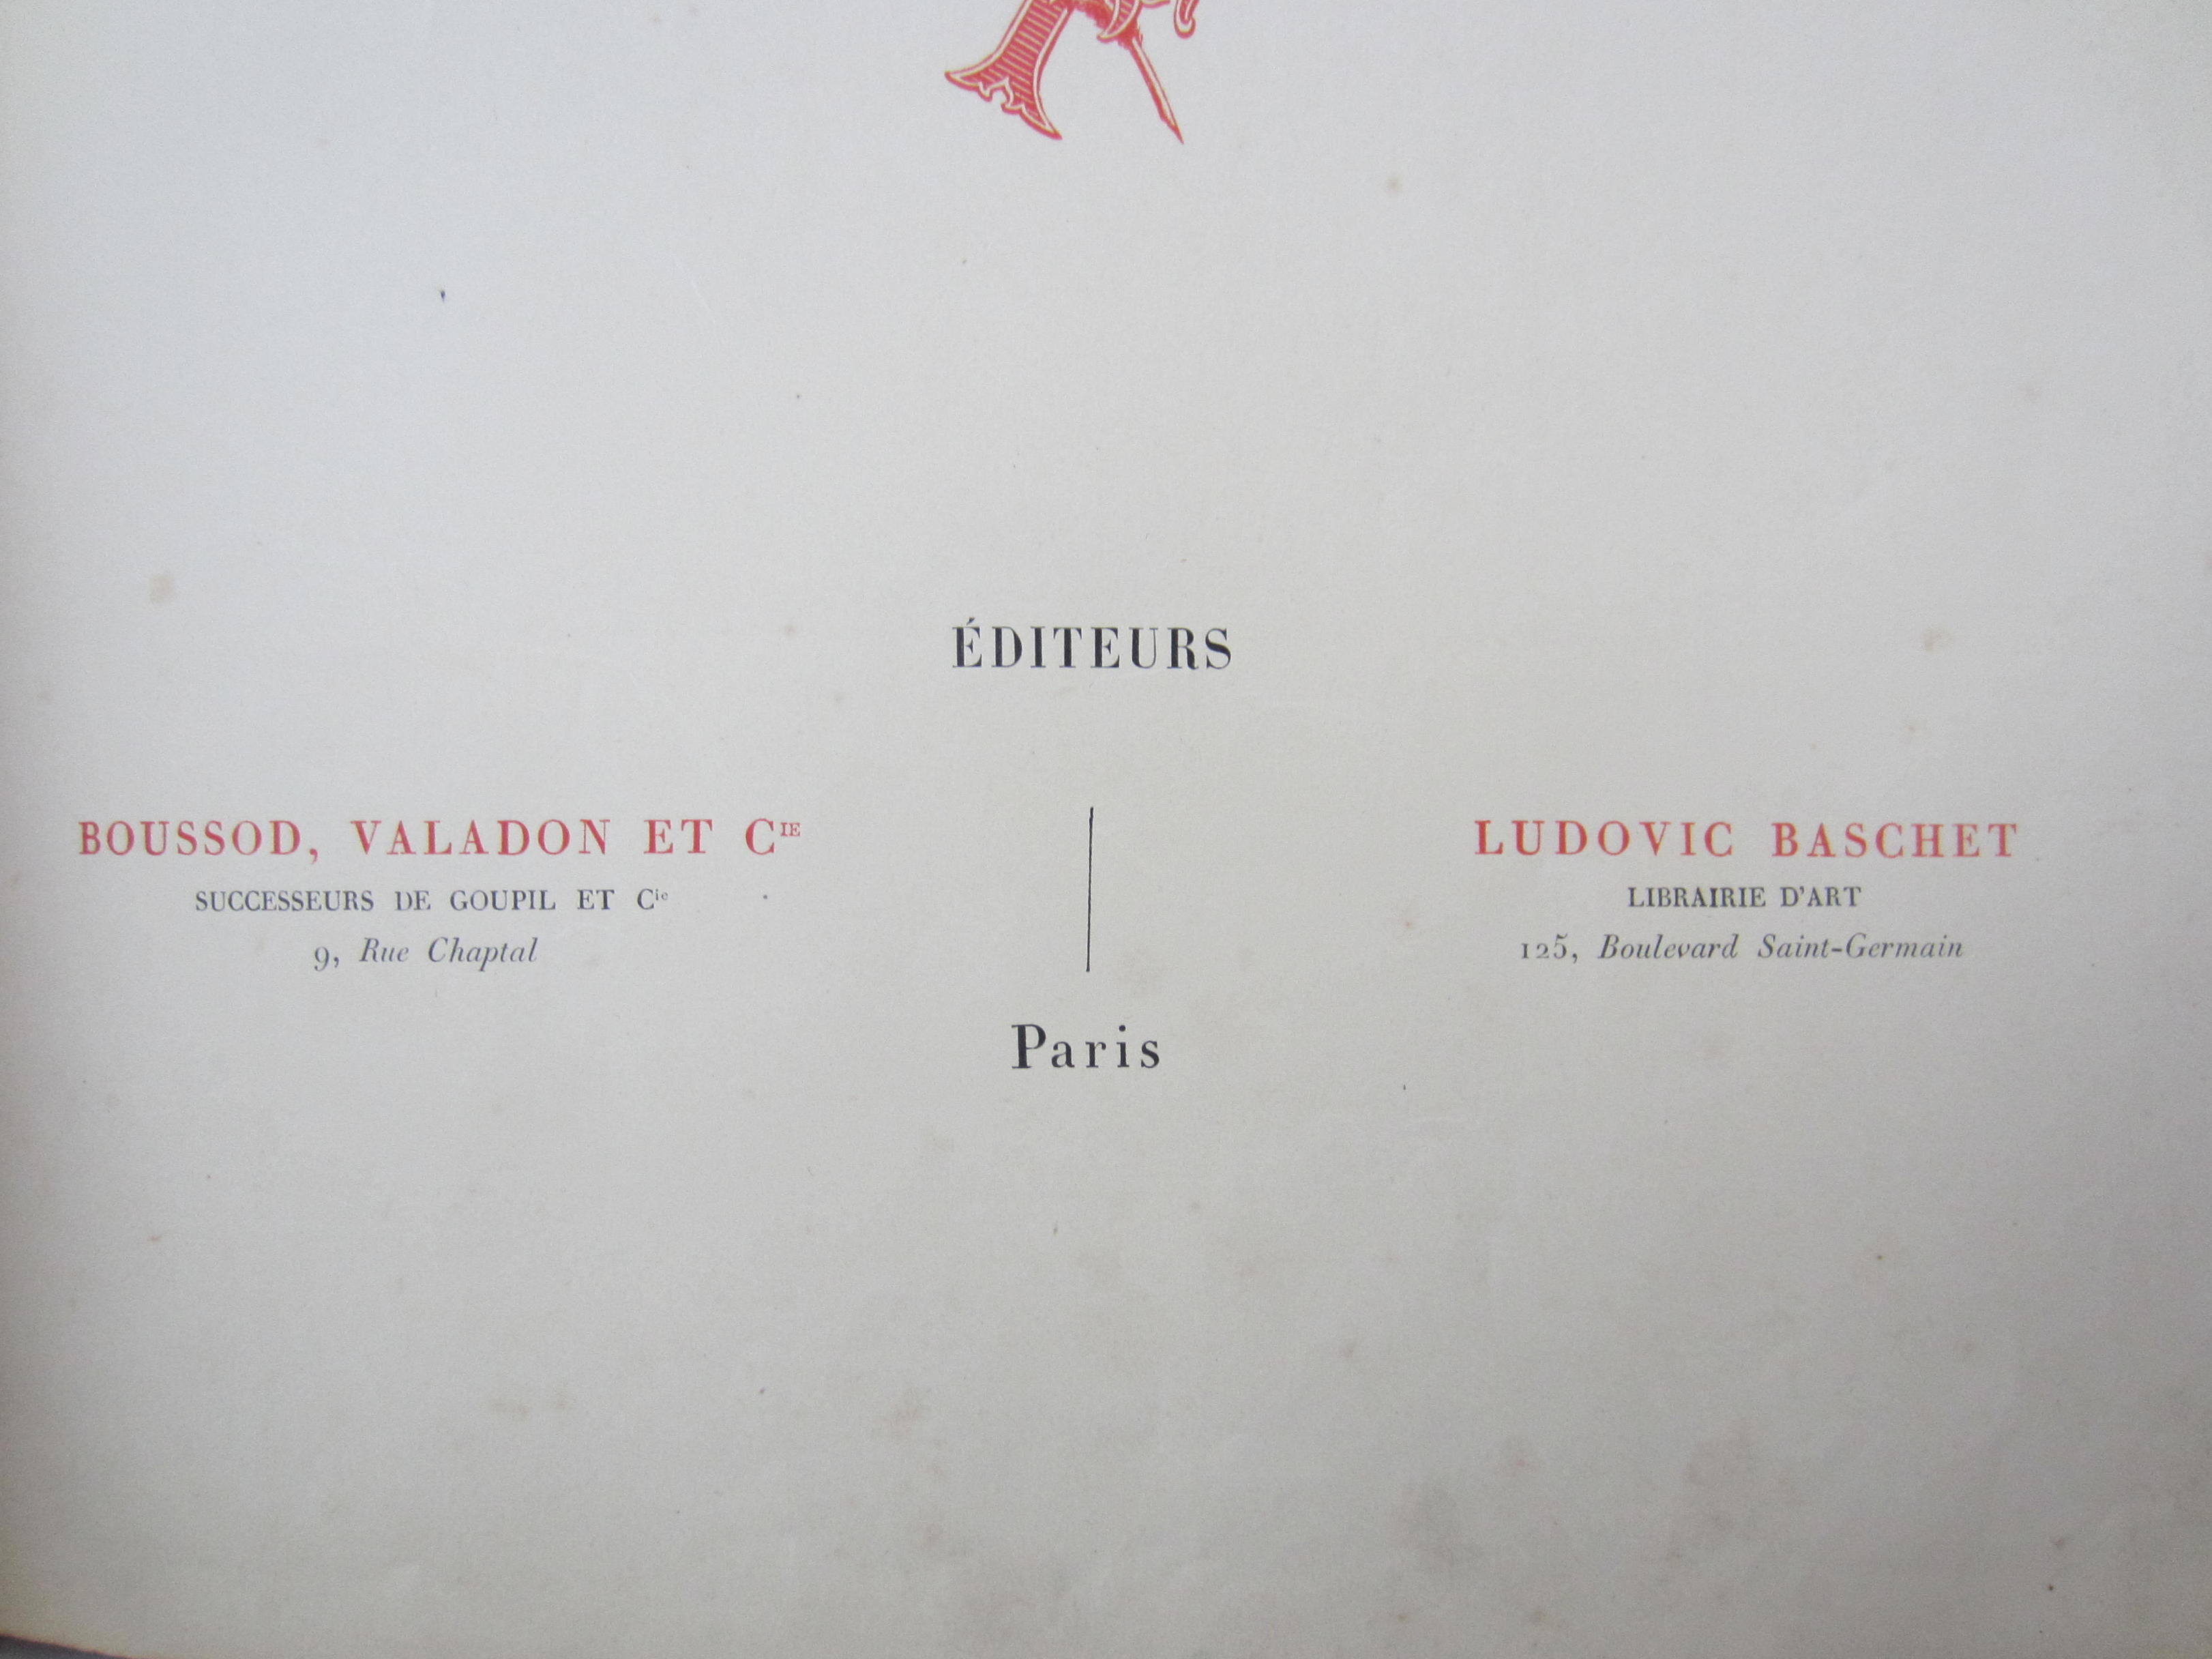 ÉDITEURS
BOUSSOD, VALADON ET CIE
SUCCESSEURS DE GOUPIL ET Cie
9, Rue Chaptal
LUDOVIC BASCHET
LIBRAIRIE D'ART
125, Boulevard Saint-Germain
Paris